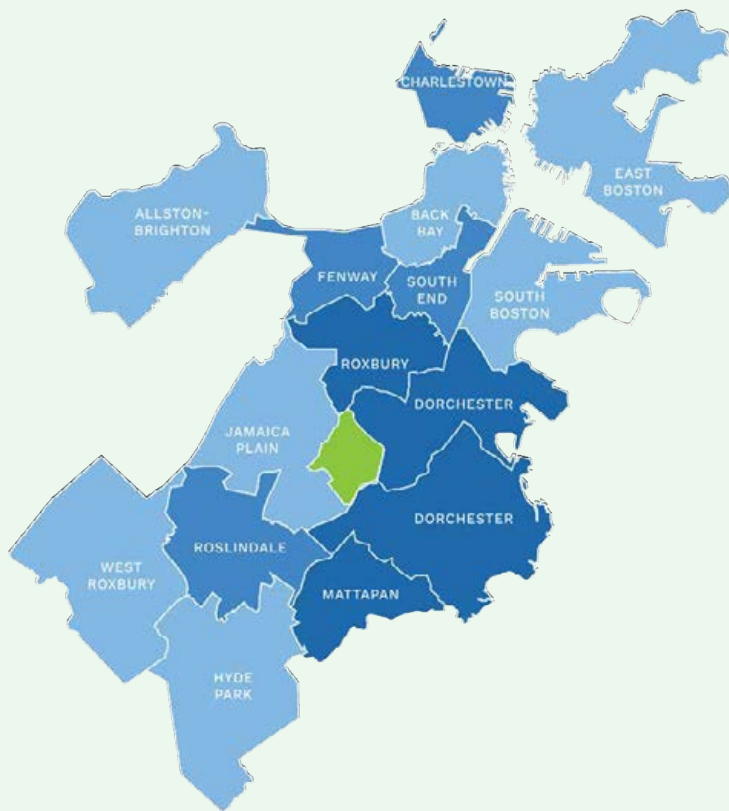 CHARLESTOWN
EAST
BOSTON
ALLSTON-
BRIGHTON
BACK
BAY
FENWAY
SOUTH
END
SOUTH
BOSTON
ROXBURY
DORCHESTER
JAMAICA
PLAIN
DORCHESTER
ROSLINDALE
WEST
ROXBURY
MATTAPAN
HYDE
PARK